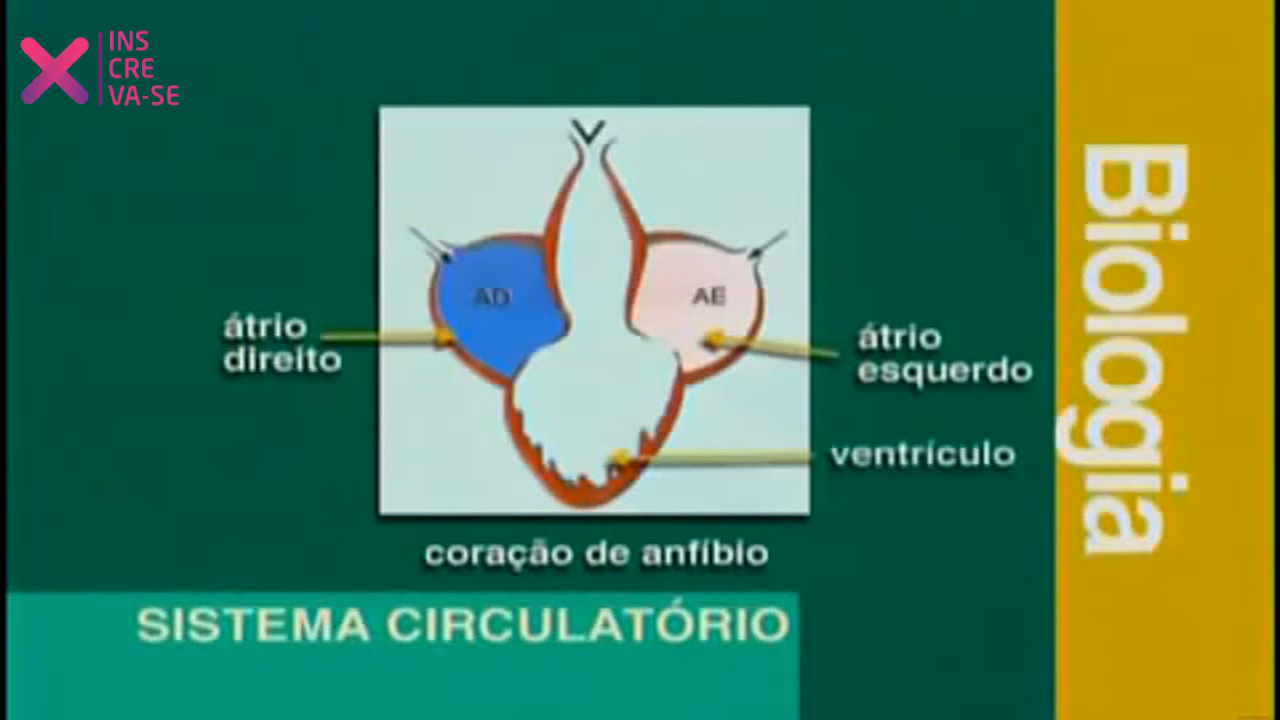 INS
CRE
VA-SE
AD
AE
átrio
direito
átrio
esquerdo
ventrículo
coração de anfíbio
SISTEMA CIRCULATÓRIO
Biologia